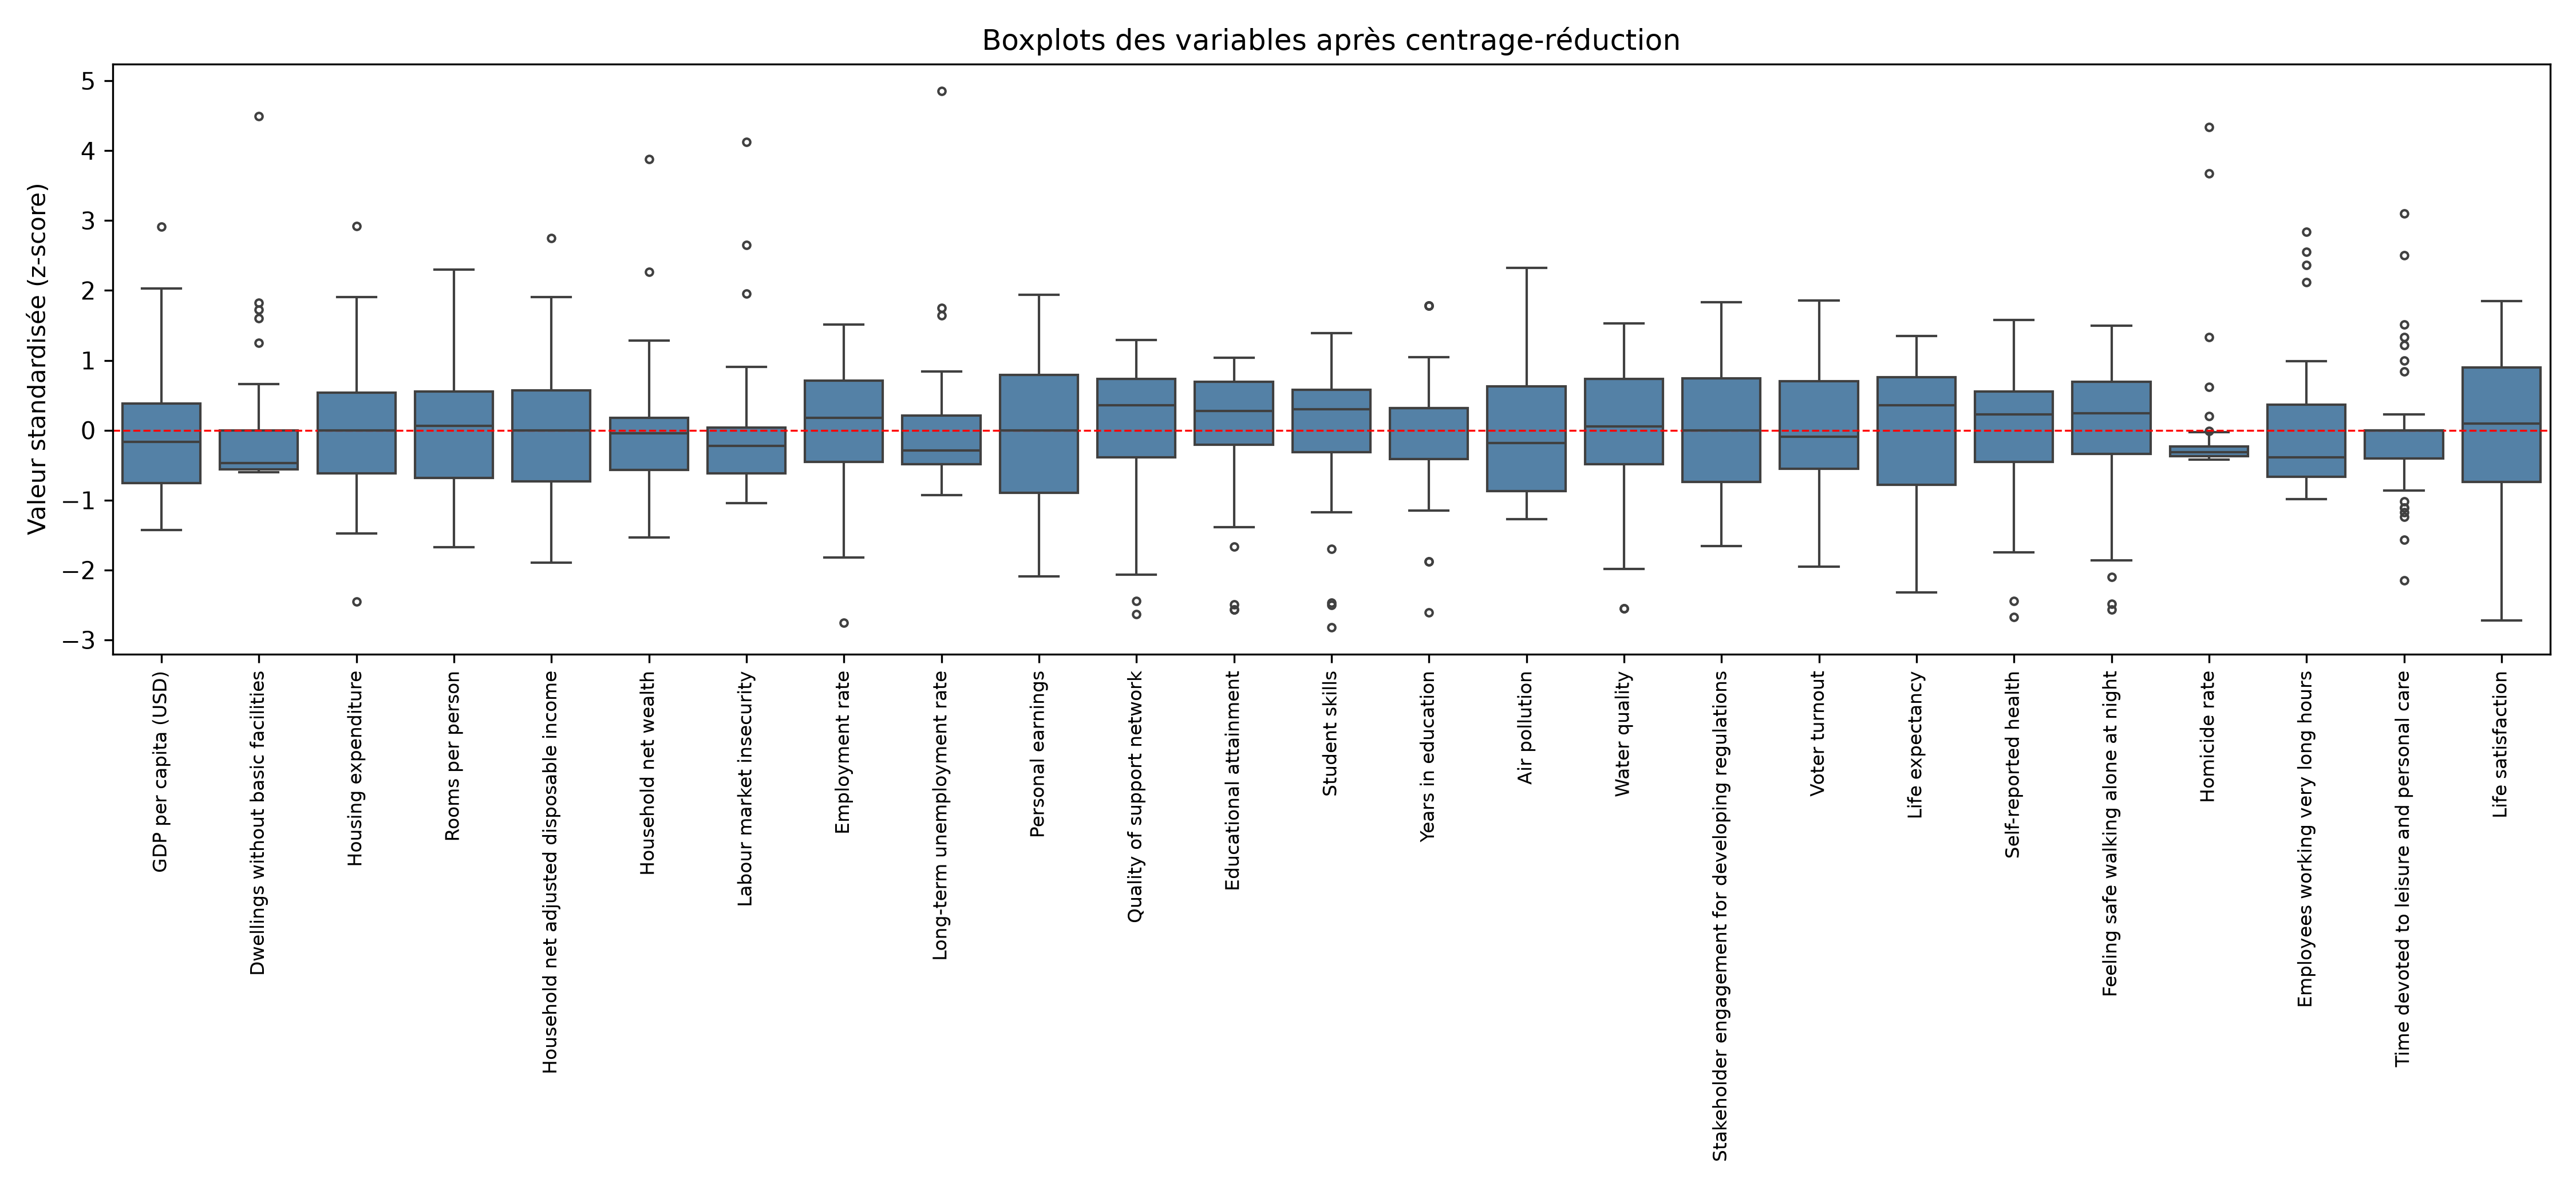 Boxplots des variables après centrage-réduction
Valeur standardisée (z-score)
5
4
3
2
1
0
−1
−2
−3
GDP per capita (USD)
Dwellings without basic facilities
Housing expenditure
Rooms per person
Household net adjusted disposable income
Household net wealth
Labour market insecurity
Employment rate
Long-term unemployment rate
Personal earnings
Quality of support network
Educational attainment
Student skills
Years in education
Air pollution
Water quality
Stakeholder engagement for developing regulations
Voter turnout
Life expectancy
Self-reported health
Feeling safe walking alone at night
Homicide rate
Employees working very long hours
Time devoted to leisure and personal care
Life satisfaction